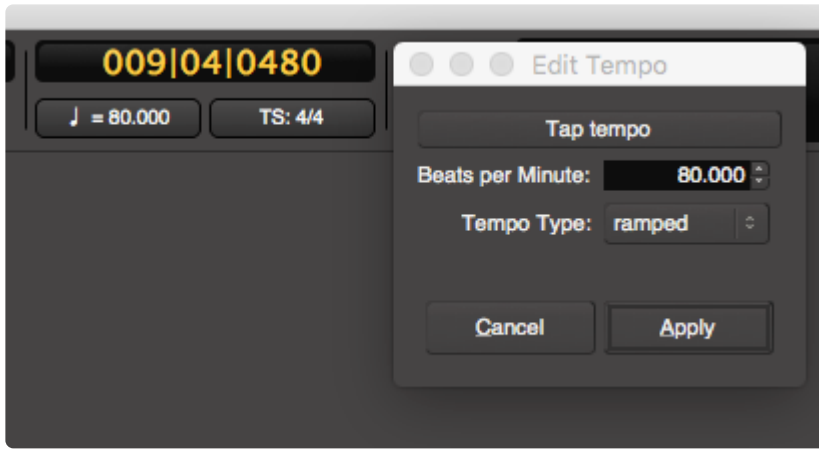 009|04|0480
♩ = 80.000 TS: 4/4
Edit Tempo
Tap tempo
Beats per Minute: 80.000
Tempo Type: ramped
Cancel Apply